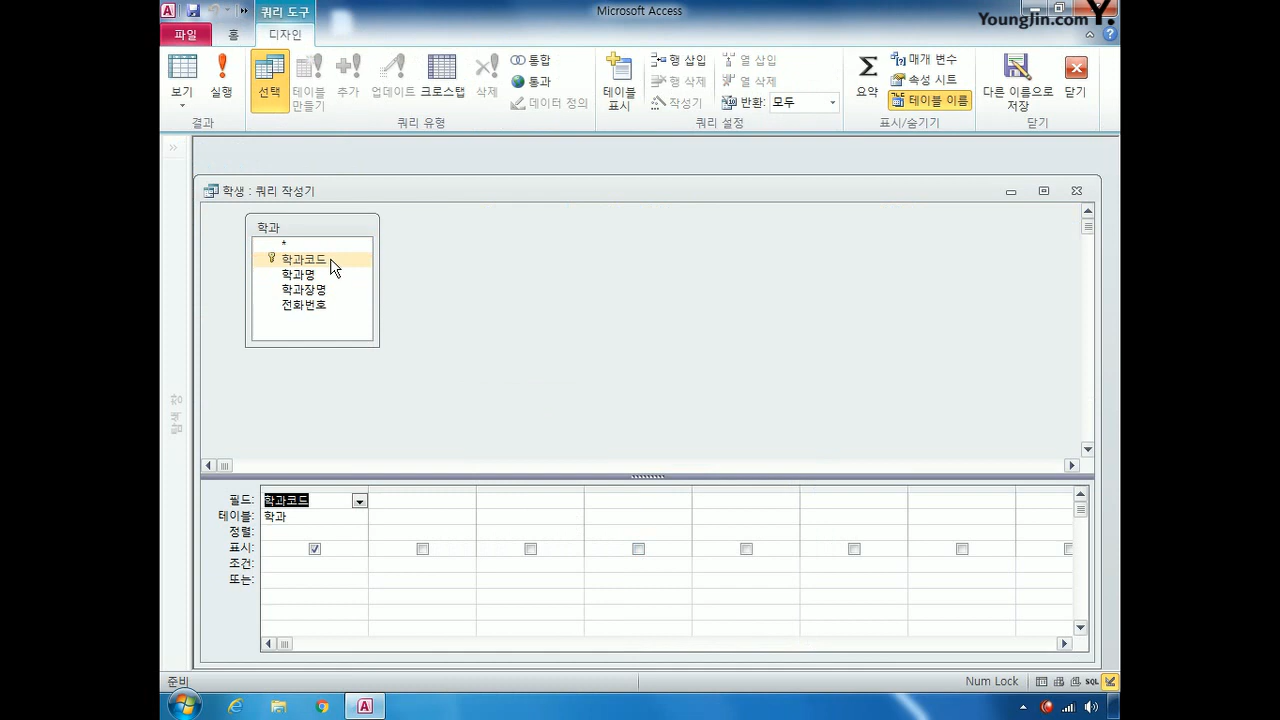 쿼리 도구
Microsoft Access
YoungJin.com Y.
파일
홈
디자인
보기
실행
선택
테이블 만들기
추가
업데이트
크로스탭
삭제
통합
통과
데이터 정의
테이블 표시
행 삽입
행 삭제
작성기
열 삽입
열 삭제
반환: 모두
요약
매개 변수
속성 시트
테이블 이름
다른 이름으로 저장
닫기
결과
쿼리 유형
쿼리 설정
표시/숨기기
닫기
학생 : 쿼리 작성기
학과
*
학과코드
학과명
학과장명
전화번호
탐색 창
필드: 학과코드
테이블: 학과
정렬:
표시:
조건:
또는:
준비
Num Lock
SQL